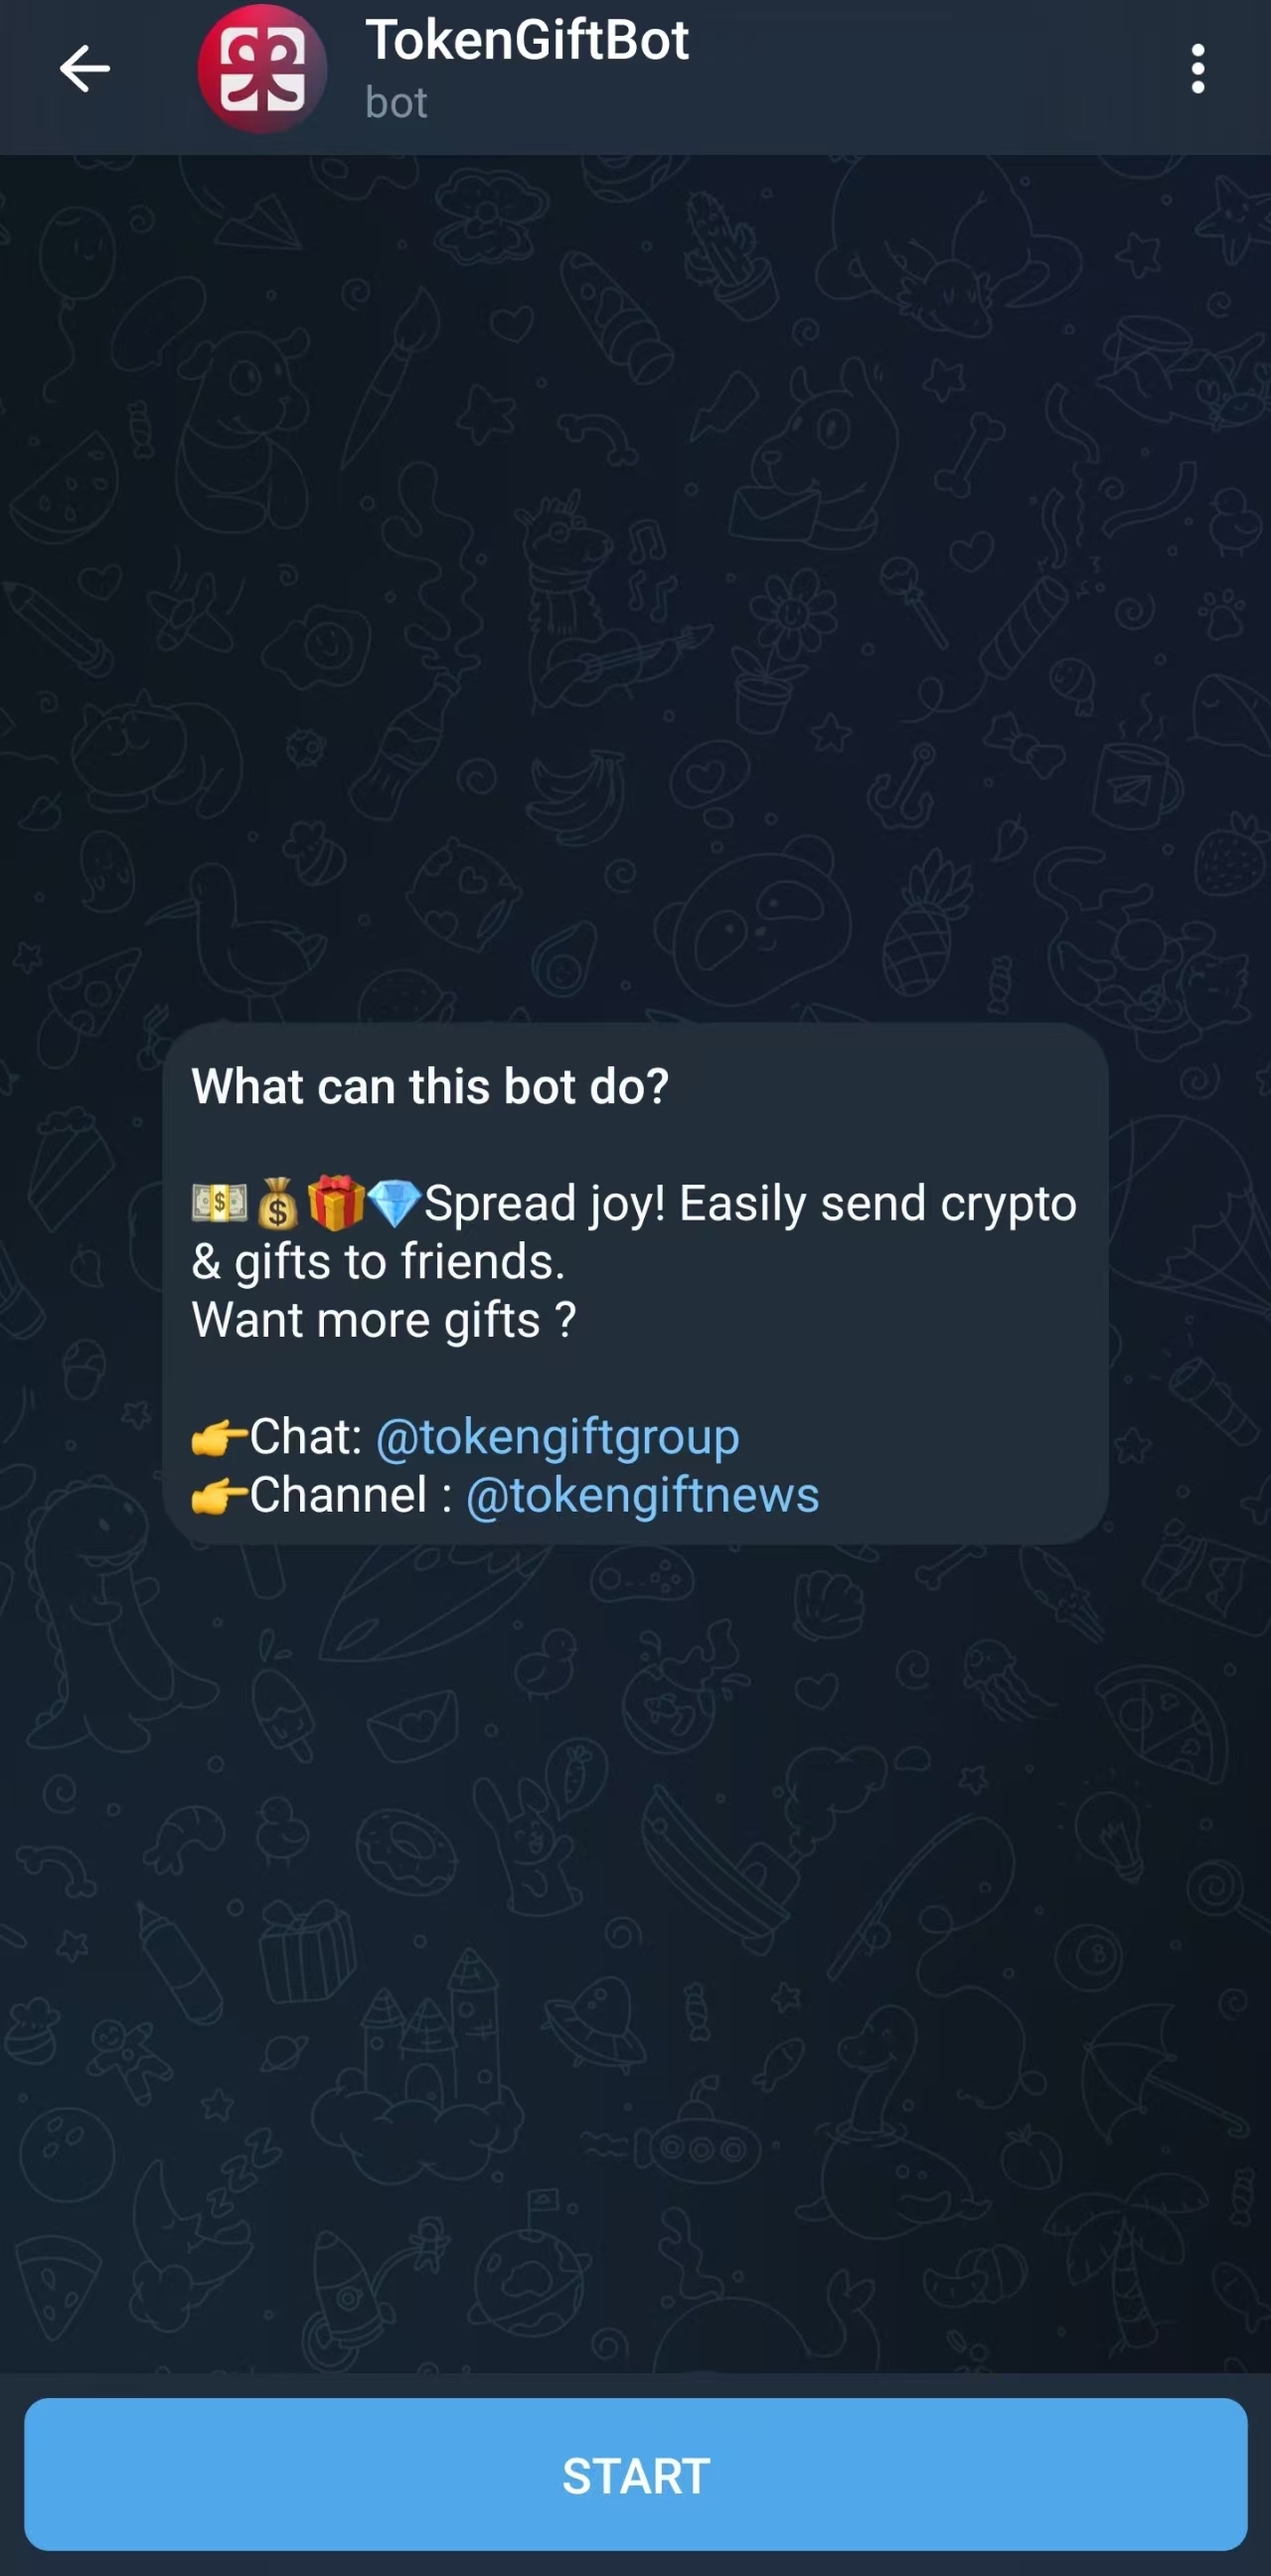 TokenGiftBot
bot
What can this bot do?
💵💰🎁💎Spread joy! Easily send crypto
& gifts to friends.
Want more gifts ?
👉Chat: @tokengiftgroup
👉Channel : @tokengiftnews
START